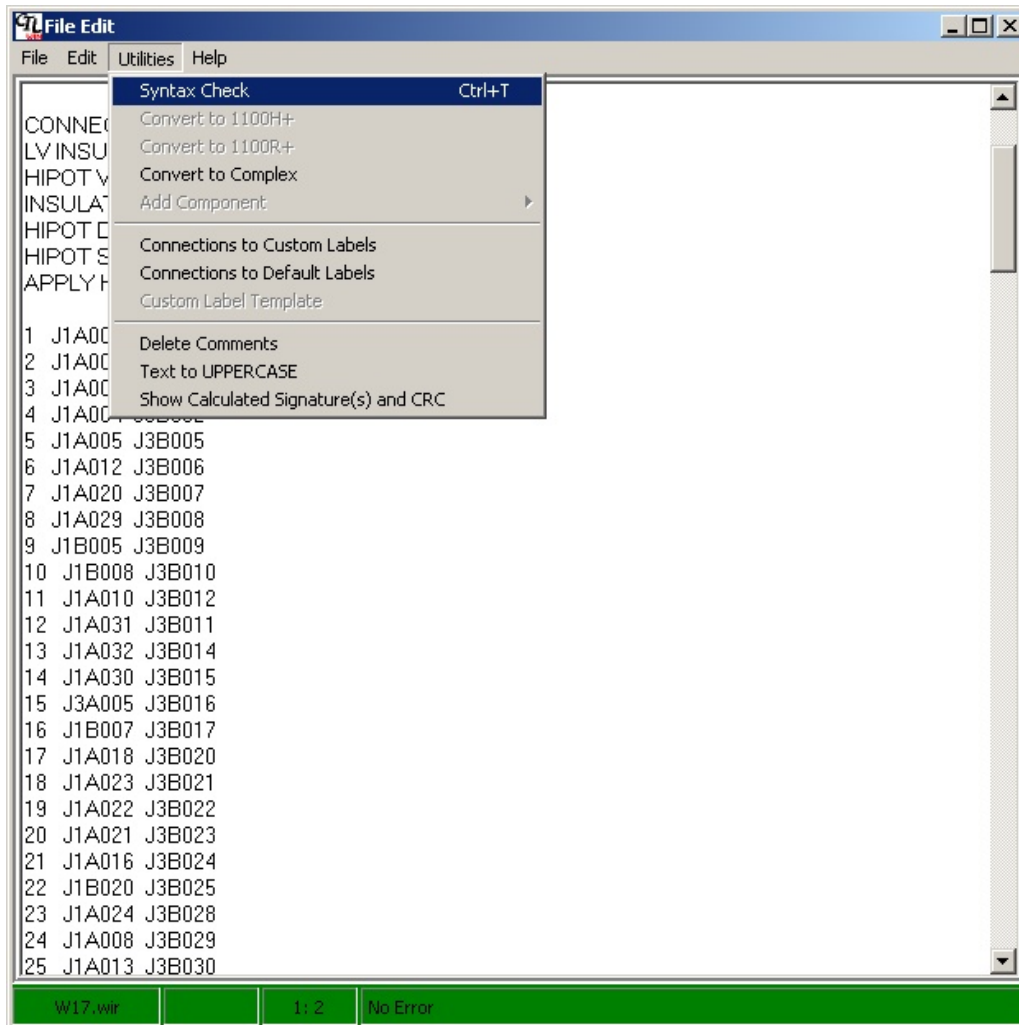 CTL WIN File Edit
File Edit Utilities Help
Syntax Check Ctrl+T
Convert to 1100H+
Convert to 1100R+
Convert to Complex
Add Component
Connections to Custom Labels
Connections to Default Labels
Custom Label Template
Delete Comments
Text to UPPERCASE
Show Calculated Signature(s) and CRC
LV INSU
HIPOT
HIPOT
HIPOT S
APPLY H
1 J1A00
2 J1A00
3 J1A00
4
5 J1A005 J3B005
6 J1A012 J3B006
7 J1A020 J3B007
8 J1A029 J3B008
9 J1B005 J3B009
10 J1B008 J3B010
11 J1A010 J3B012
12 J1A031 J3B011
13 J1A032 J3B014
14 J1A030 J3B015
15 J3A005 J3B016
16 J1B007 J3B017
17 J1A018 J3B020
18 J1A023 J3B021
19 J1A022 J3B022
20 J1A021 J3B023
21 J1A016 J3B024
22 J1B020 J3B025
23 J1A024 J3B028
24 J1A008 J3B029
25 J1A013 J3B030
W17.wir 1: 2 No Error